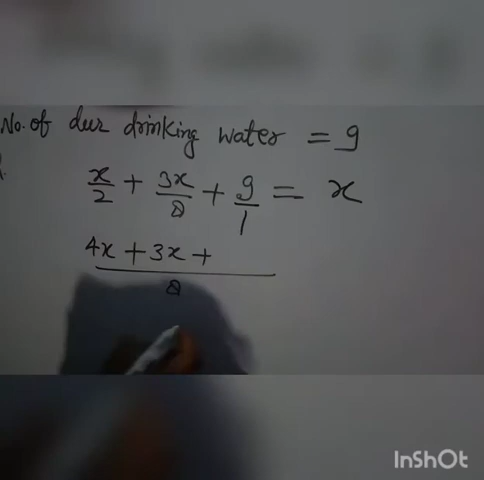 No. of deer drinking water = 9
x/2 + 3x/8 + 9/1 = x
4x + 3x +
8
InShOt